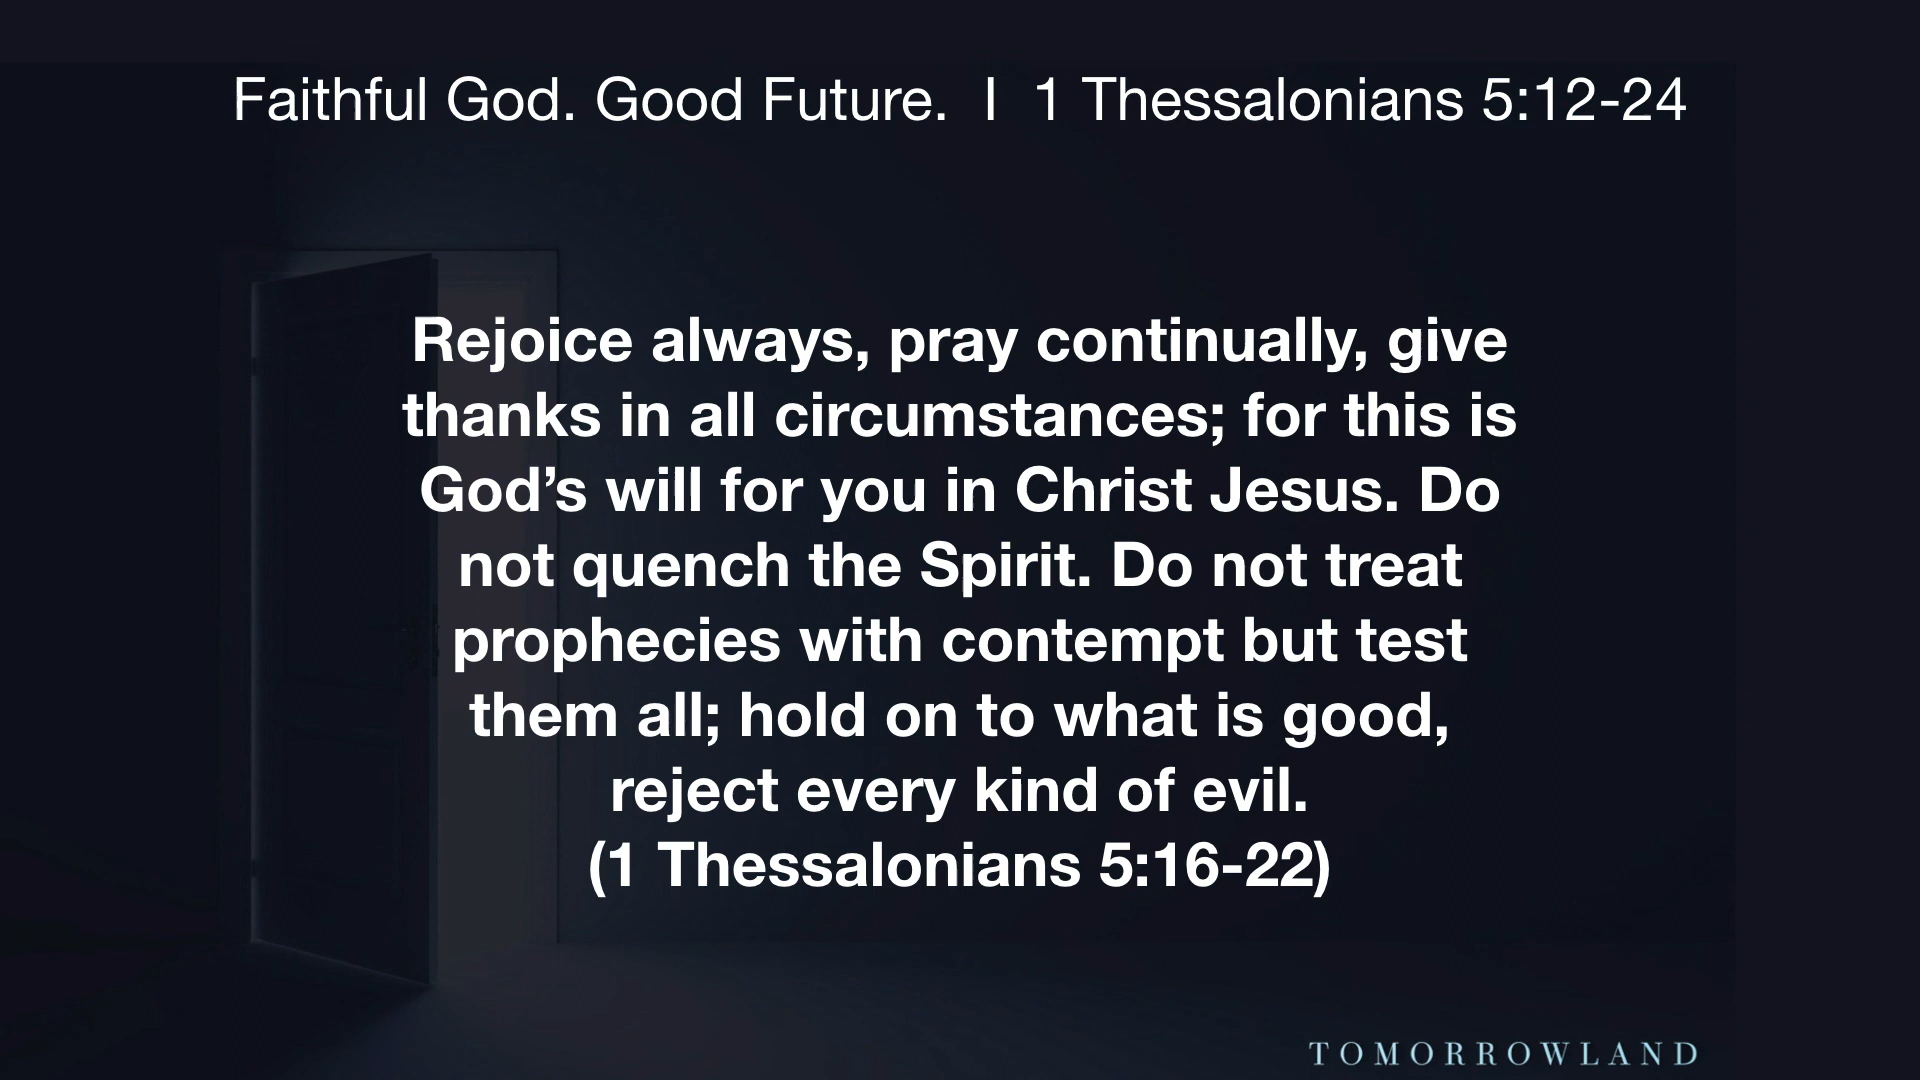 Faithful God. Good Future. I 1 Thessalonians 5:12-24
Rejoice always, pray continually, give
thanks in all circumstances; for this is
God’s will for you in Christ Jesus. Do
not quench the Spirit. Do not treat
prophecies with contempt but test
them all; hold on to what is good,
reject every kind of evil.
(1 Thessalonians 5:16-22)
TOMORROWLAND